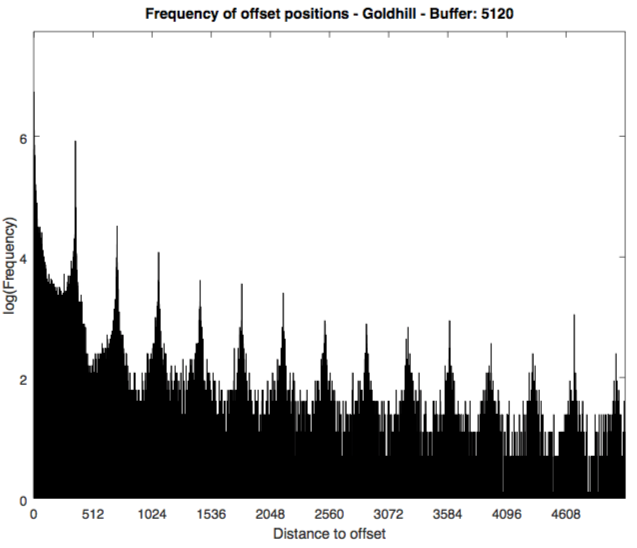 Frequency of offset positions - Goldhill - Buffer: 5120
log(Frequency)
6
4
2
0
0 512 1024 1536 2048 2560 3072 3584 4096 4608
Distance to offset